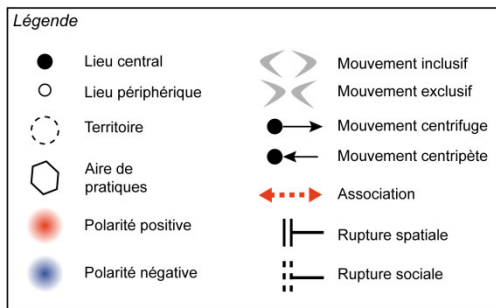 Légende
Lieu central
Lieu périphérique
Territoire
Aire de
pratiques
Polarité positive
Polarité négative
Mouvement inclusif
Mouvement exclusif
Mouvement centrifuge
Mouvement centripète
Association
Rupture spatiale
Rupture sociale